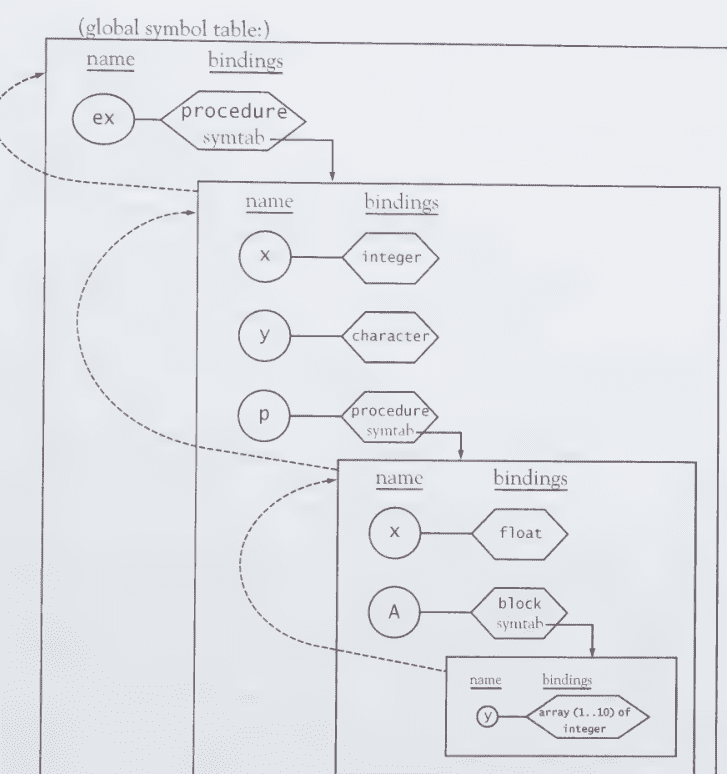 (global symbol table:)
name bindings
ex procedure
symtab
name bindings
x integer
y character
p procedure
symtab
name bindings
x float
A block
symtab
name bindings
y array (1..10) of
integer